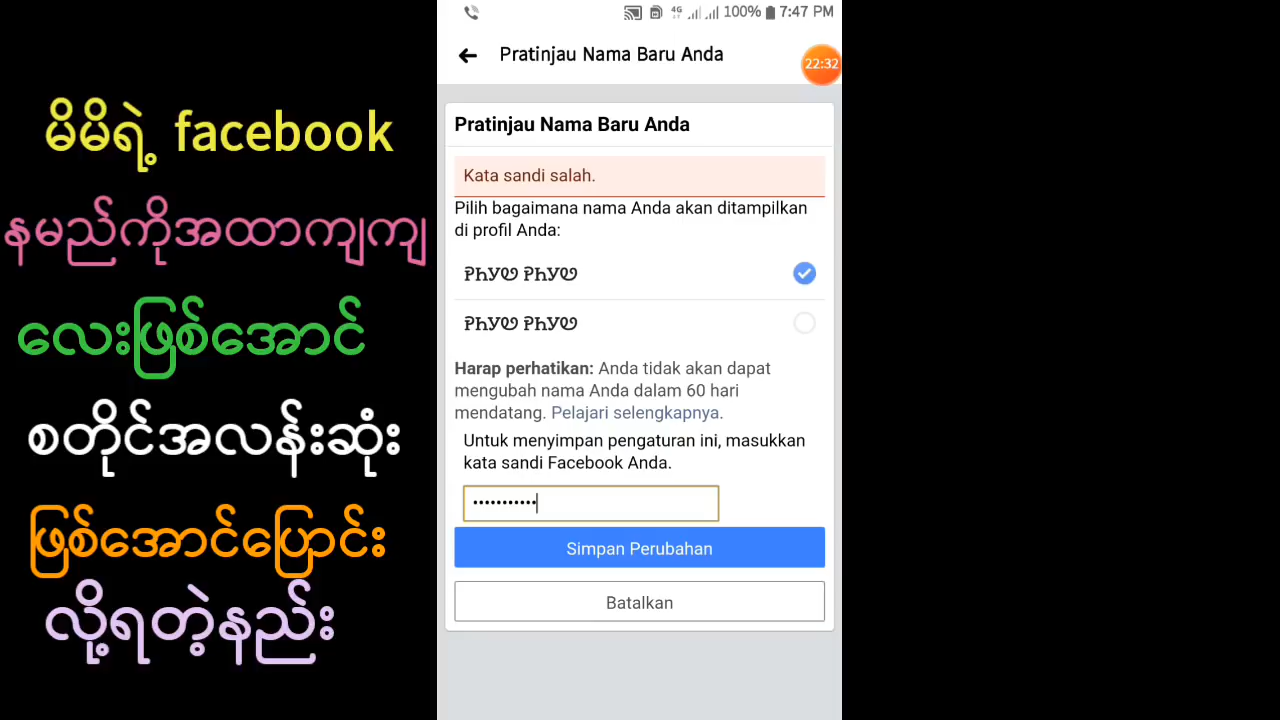 မိမိရဲ့ facebook
နမည်ကိုအထာကျကျ
လေးဖြစ်အောင်
စတိုင်အလန်းဆုံး
ဖြစ်အောင်ပြောင်း
လို့ရတဲ့နည်း
4G 100% 7:47 PM
Pratinjau Nama Baru Anda
22:32
Pratinjau Nama Baru Anda
Kata sandi salah.
Pilih bagaimana nama Anda akan ditampilkan
di profil Anda:
Harap perhatikan: Anda tidak akan dapat
mengubah nama Anda dalam 60 hari
mendatang. Pelajari selengkapnya.
Untuk menyimpan pengaturan ini, masukkan
kata sandi Facebook Anda.
Simpan Perubahan
Batalkan